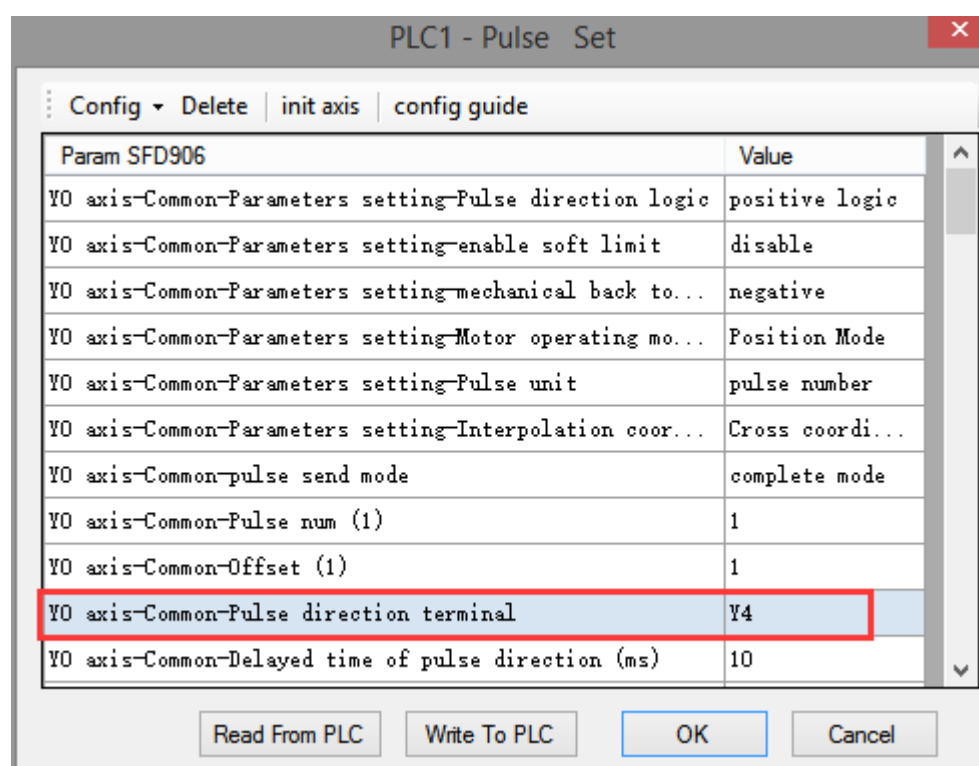 PLC1 - Pulse Set
Config Delete init axis config guide
Param SFD906 Value
Y0 axis-Common-Parameters setting-Pulse direction logic positive logic
Y0 axis-Common-Parameters setting-enable soft limit disable
Y0 axis-Common-Parameters setting-mechanical back to... negative
Y0 axis-Common-Parameters setting-Motor operating mo... Position Mode
Y0 axis-Common-Parameters setting-Pulse unit pulse number
Y0 axis-Common-Parameters setting-Interpolation coor... Cross coordi...
Y0 axis-Common-pulse send mode complete mode
Y0 axis-Common-Pulse num (1) 1
Y0 axis-Common-Offset (1) 1
Y0 axis-Common-Pulse direction terminal Y4
Y0 axis-Common-Delayed time of pulse direction (ms) 10
Read From PLC Write To PLC OK Cancel